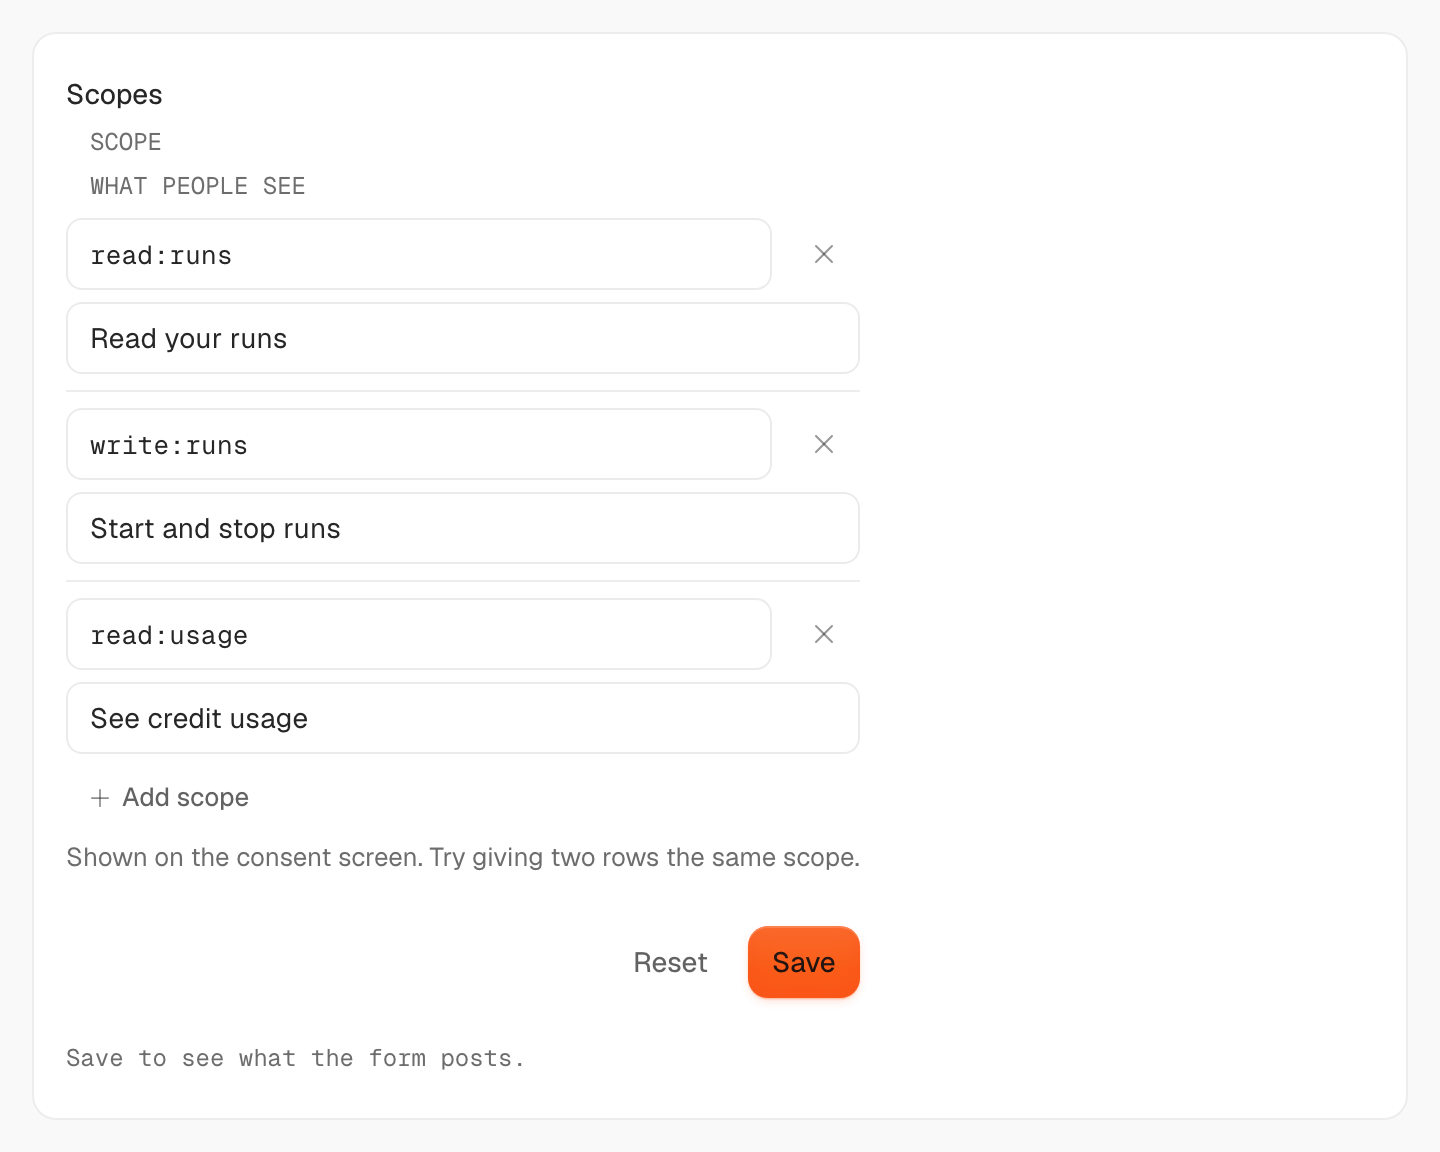 Scopes
SCOPE
WHAT PEOPLE SEE
read:runs
Read your runs
write:runs
Start and stop runs
read:usage
See credit usage
Add scope
Shown on the consent screen. Try giving two rows the same scope.
Reset
Save
Save to see what the form posts.